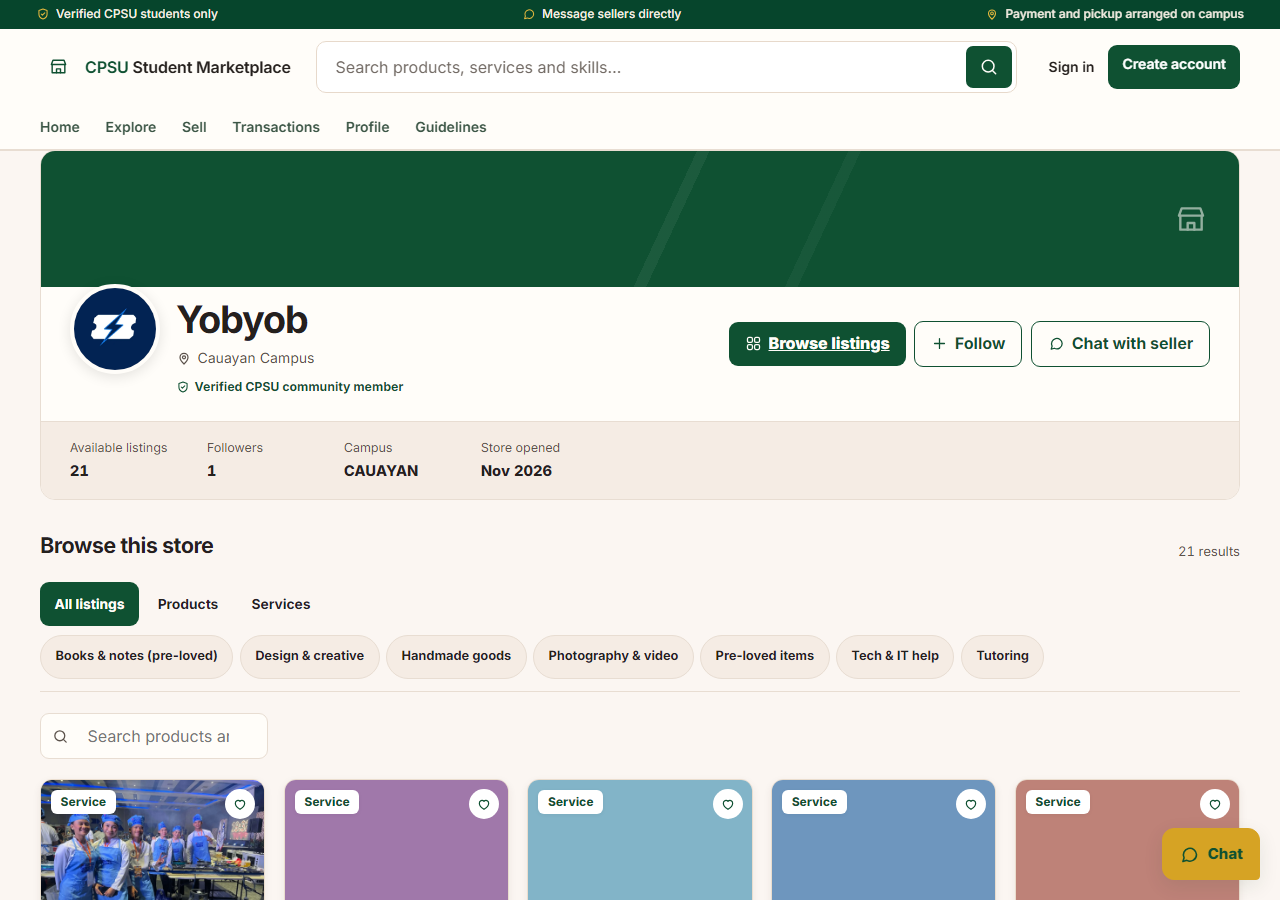 Verified CPSU students only
Message sellers directly
Payment and pickup arranged on campus
CPSU Student Marketplace
Search products, services and skills...
Sign in
Create account
Home
Explore
Sell
Transactions
Profile
Guidelines
Yobyob
Cauayan Campus
Verified CPSU community member
Browse listings
Follow
Chat with seller
Available listings
21
Followers
1
Campus
CAUAYAN
Store opened
Nov 2026
Browse this store
21 results
All listings
Products
Services
Books & notes (pre-loved)
Design & creative
Handmade goods
Photography & video
Pre-loved items
Tech & IT help
Tutoring
Search products ar
Service
Service
Service
Service
Service
Chat